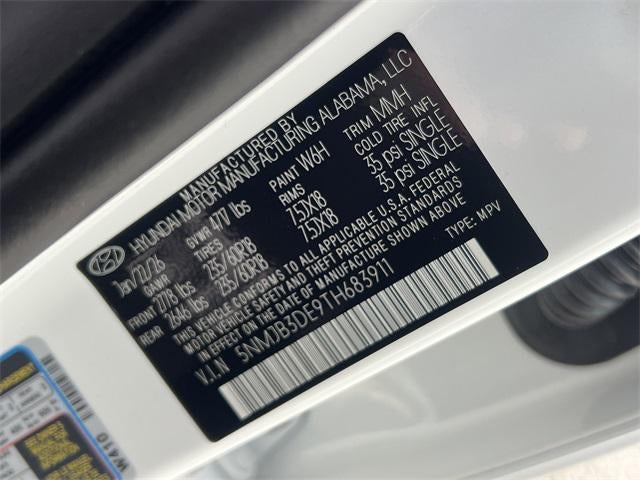 MANUFACTURED BY
HYUNDAI MOTOR MANUFACTURING ALABAMA, LLC
GVWR 4717 lbs PAINT W6H TRIM MMH
GAWR TIRES RIMS COLD TIRE INFL
FRONT 2778 lbs 235/60R18 7.5JX18 35 psi SINGLE
REAR 2646 lbs 235/60R18 7.5JX18 35 psi SINGLE
THIS VEHICLE CONFORMS TO ALL APPLICABLE U.S.A. FEDERAL
MOTOR VEHICLE SAFETY AND THEFT PREVENTION STANDARDS
IN EFFECT ON THE DATE OF MANUFACTURE SHOWN ABOVE
V.I.N 5NMJB3DE9TH683911 TYPE: MPV
W410